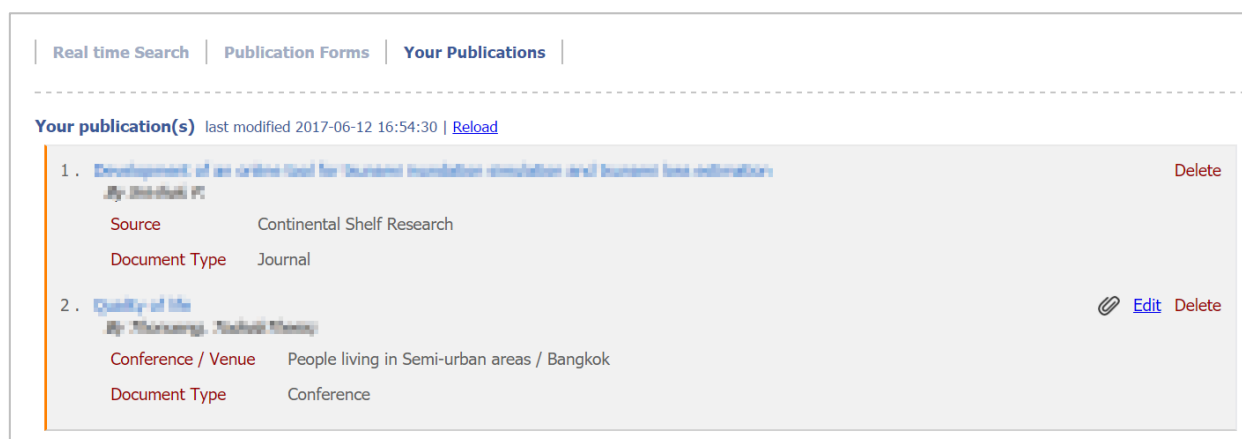 Real time Search | Publication Forms | Your Publications
Your publication(s) last modified 2017-06-12 16:54:30 | Reload
1 . Delete
Source Continental Shelf Research
Document Type Journal
2 . Edit Delete
Conference / Venue People living in Semi-urban areas / Bangkok
Document Type Conference